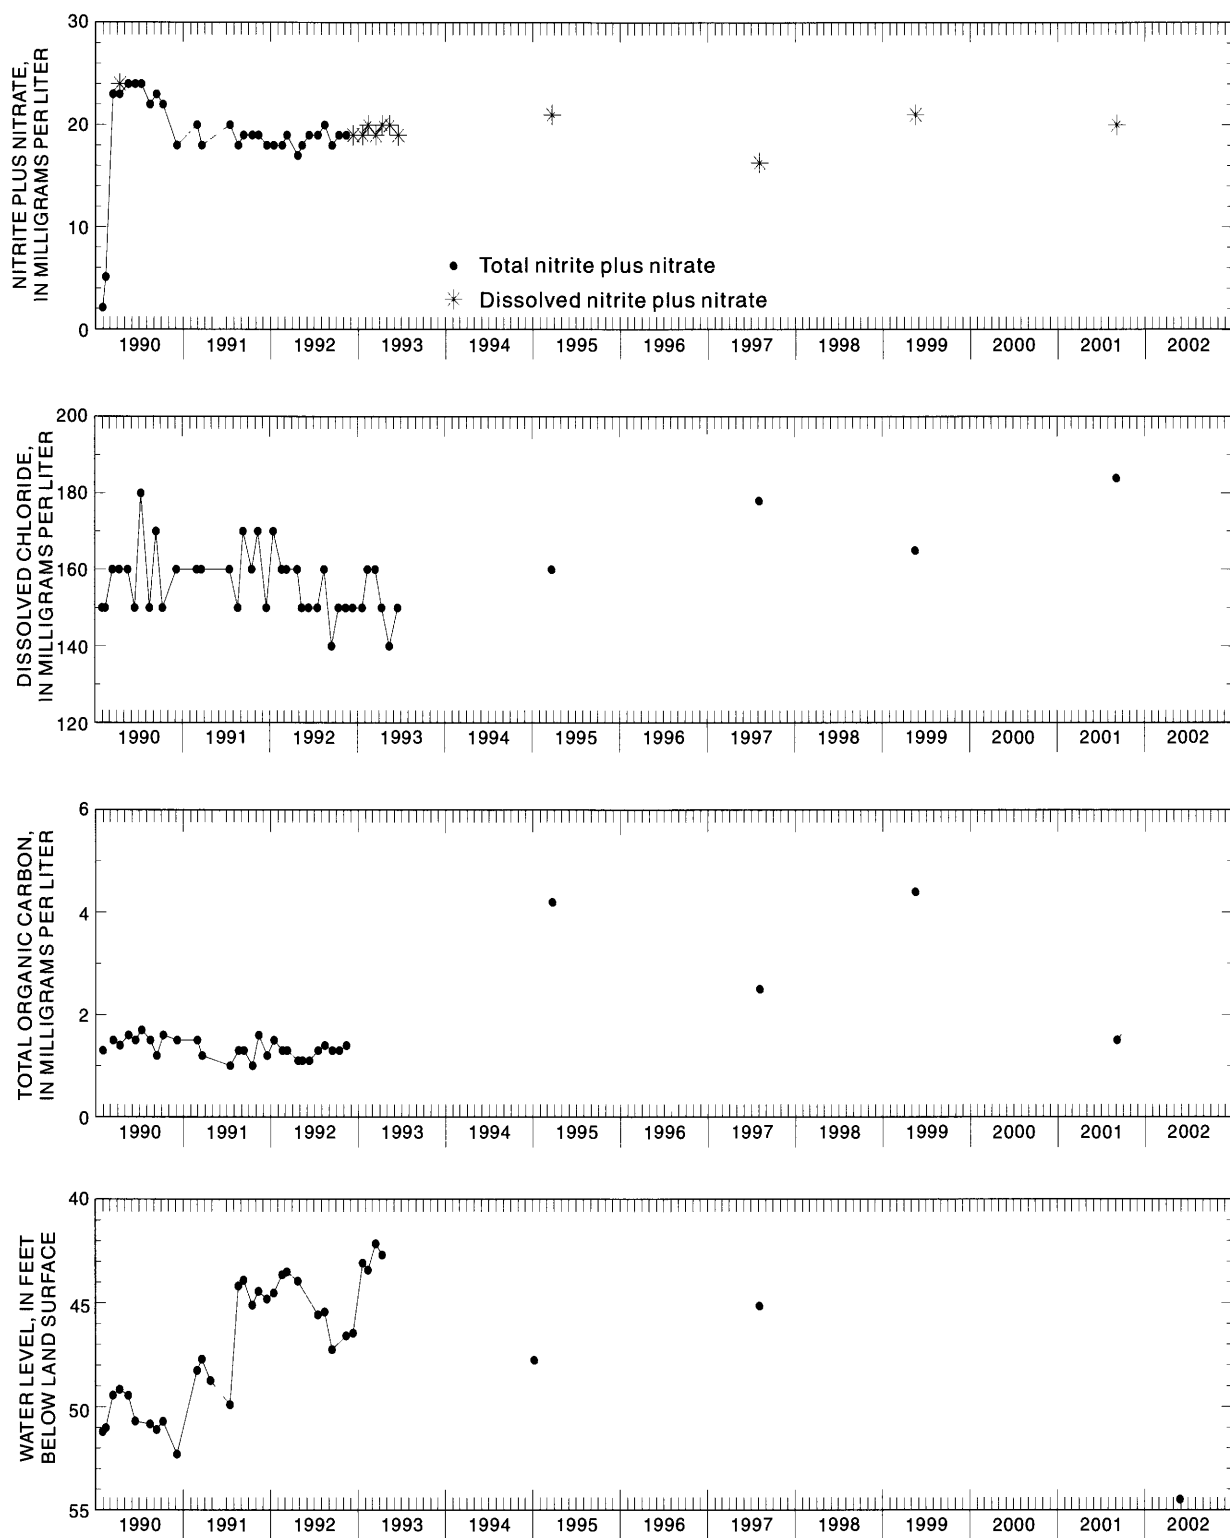 NITRITE PLUS NITRATE,
IN MILLIGRAMS PER LITER
30
20
10
0
Total nitrite plus nitrate
Dissolved nitrite plus nitrate
1990 1991 1992 1993 1994 1995 1996 1997 1998 1999 2000 2001 2002
DISSOLVED CHLORIDE,
IN MILLIGRAMS PER LITER
200
180
160
140
120
1990 1991 1992 1993 1994 1995 1996 1997 1998 1999 2000 2001 2002
TOTAL ORGANIC CARBON,
IN MILLIGRAMS PER LITER
6
4
2
0
1990 1991 1992 1993 1994 1995 1996 1997 1998 1999 2000 2001 2002
WATER LEVEL, IN FEET
BELOW LAND SURFACE
40
45
50
55
1990 1991 1992 1993 1994 1995 1996 1997 1998 1999 2000 2001 2002